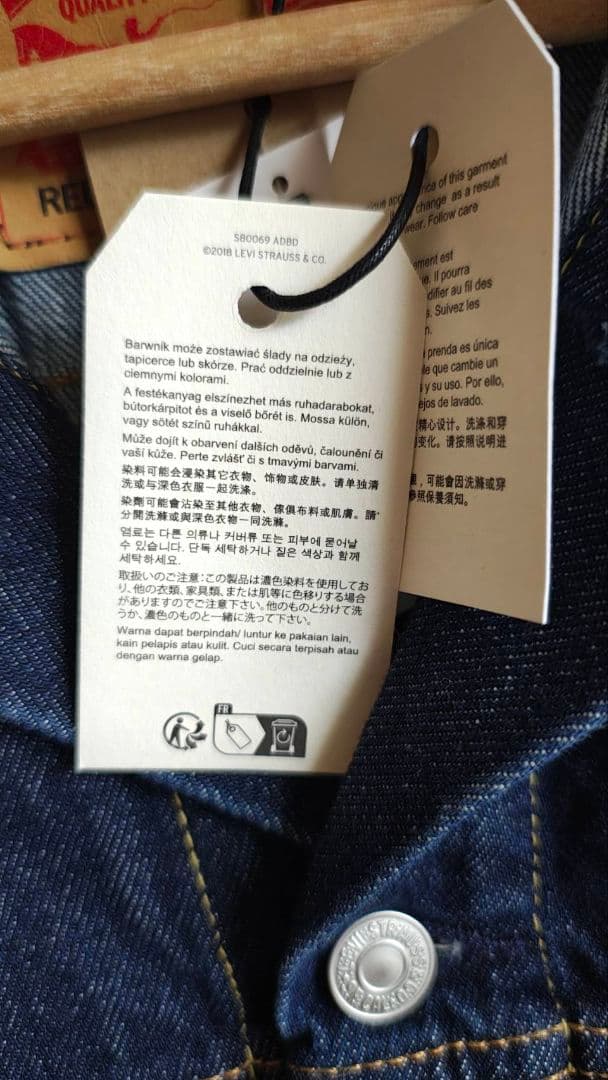 QUALITY
RE
SB0069 ADBD
©2018 LEVI STRAUSS & CO.
Barwnik może zostawiać ślady na odzieży,
tapicerce lub skórze. Prać oddzielnie lub z
ciemnymi kolorami.
A festékanyag elszínezhet más ruhadarabokat,
bútorkárpitot és a viselő bőrét is. Mossa külön,
vagy sötét színű ruhákkal.
Může dojít k obarvení dalších oděvů, čalounění či
vaší kůže. Perte zvlášť či s tmavými barvami.
染料可能会浸染其它衣物、饰物或皮肤。请单独清
洗或与深色衣服一起洗涤。
染劑可能會沾染至其他衣物、傢俱布料或肌膚。請
分開洗滌或與深色衣物一同洗滌。
염료는 다른 의류나 커버류 또는 피부에 묻어날
수 있습니다. 단독 세탁하거나 짙은 색상과 함께
세탁하세요.
取扱いのご注意：この製品は濃色染料を使用してお
り、他の衣類、家具類、または肌等に色移りする場合
がありますのでご注意下さい。他のものと分けて洗
うか、濃色のものと一緒に洗って下さい。
Warna dapat berpindah/ luntur ke pakaian lain,
kain pelapis atau kulit. Cuci secara terpisah atau
dengan warna gelap.
FR
of this garment
change as a result
wear. Follow care
est
. Il pourra
au fil des
. Suivez les
prenda es única
que cambie un
y su uso. Por ello,
de lavado.
精心设计。洗涤和穿
变化。请按照说明进
，可能會因洗滌或穿
參照保養須知。
LEVI STRAUSS